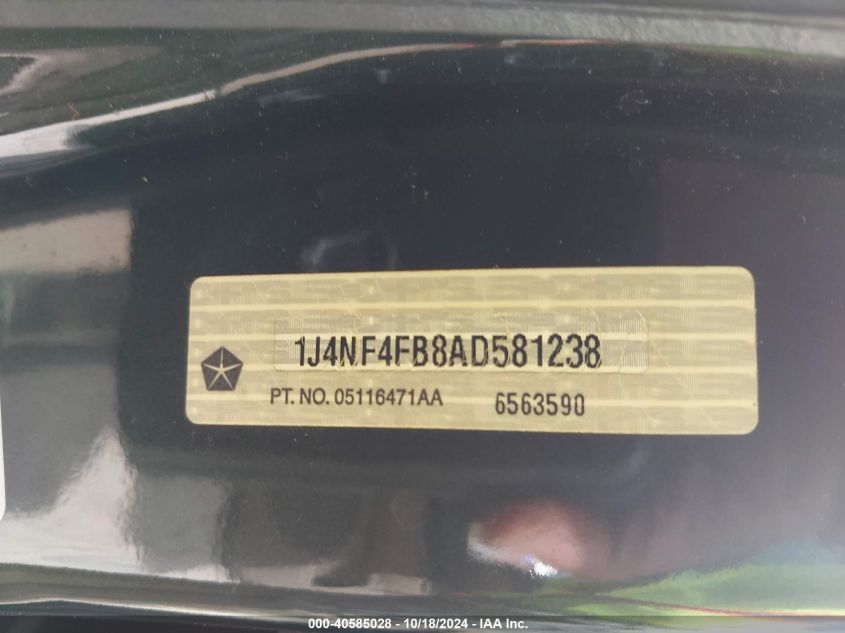 1J4NF4FB8AD581238
PT. NO. 05116471AA 6563590
000-40585028 - 10/18/2024 - IAA Inc.